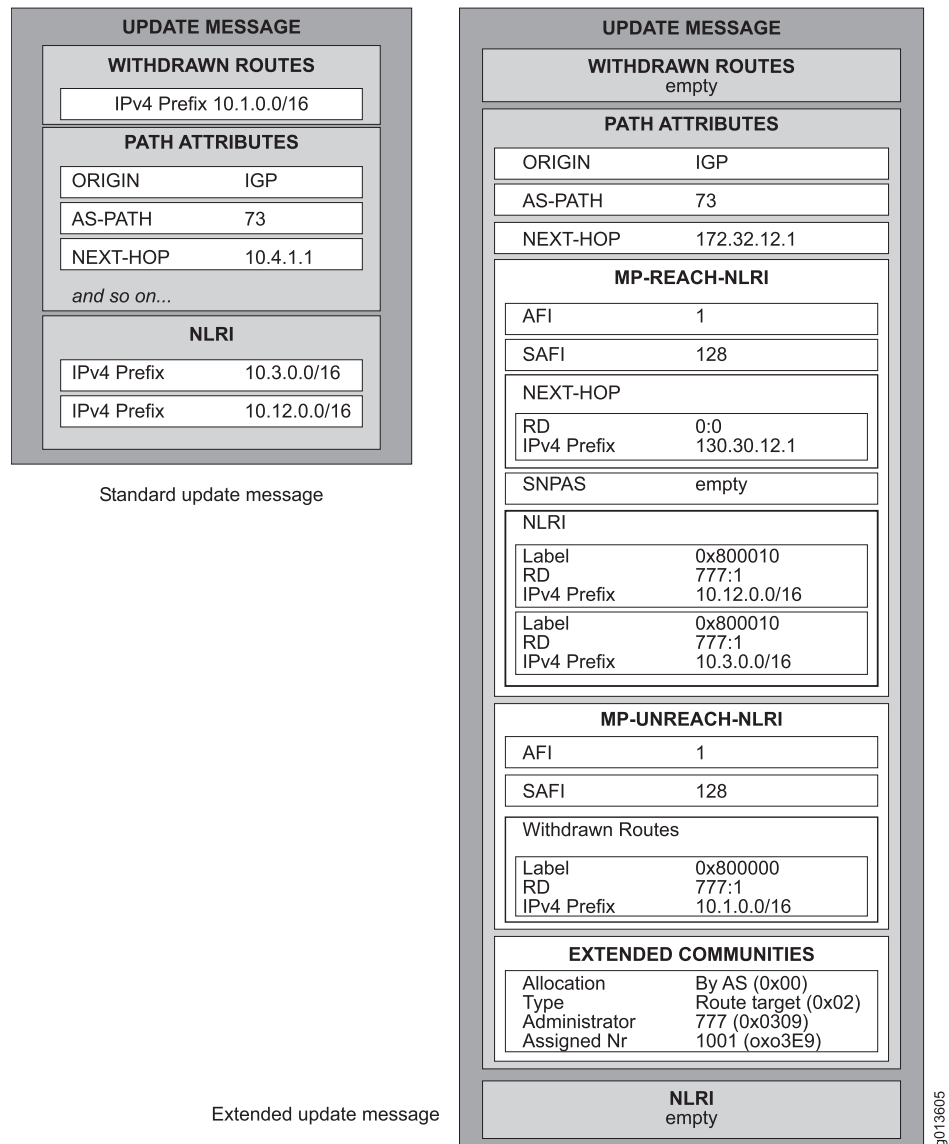 UPDATE MESSAGE
WITHDRAWN ROUTES
IPv4 Prefix 10.1.0.0/16
PATH ATTRIBUTES
ORIGIN IGP
AS-PATH 73
NEXT-HOP 10.4.1.1
and so on...
NLRI
IPv4 Prefix 10.3.0.0/16
IPv4 Prefix 10.12.0.0/16
Standard update message
UPDATE MESSAGE
WITHDRAWN ROUTES
empty
PATH ATTRIBUTES
ORIGIN IGP
AS-PATH 73
NEXT-HOP 172.32.12.1
MP-REACH-NLRI
AFI 1
SAFI 128
NEXT-HOP
RD 0:0
IPv4 Prefix 130.30.12.1
SNPAS empty
NLRI
Label 0x800010
RD 777:1
IPv4 Prefix 10.12.0.0/16
Label 0x800010
RD 777:1
IPv4 Prefix 10.3.0.0/16
MP-UNREACH-NLRI
AFI 1
SAFI 128
Withdrawn Routes
Label 0x800000
RD 777:1
IPv4 Prefix 10.1.0.0/16
EXTENDED COMMUNITIES
Allocation By AS (0x00)
Type Route target (0x02)
Administrator 777 (0x0309)
Assigned Nr 1001 (oxo3E9)
NLRI
empty
Extended update message
g013605